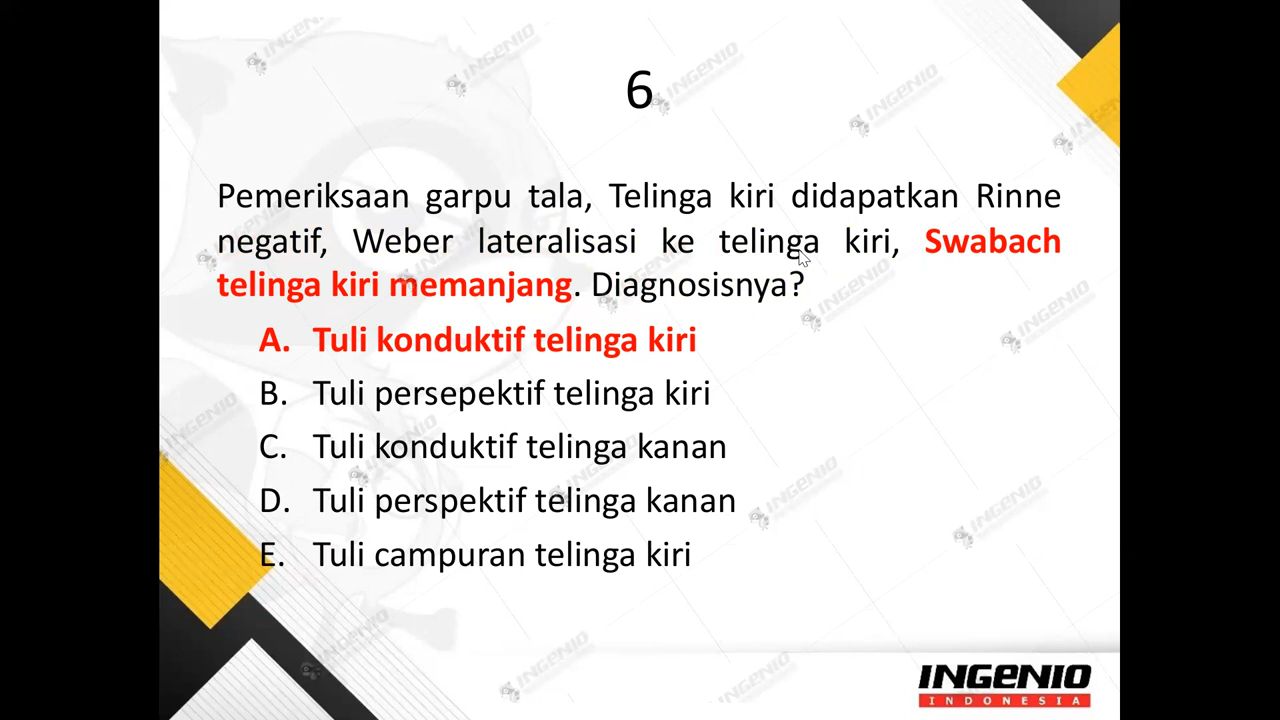 6
Pemeriksaan garpu tala, Telinga kiri didapatkan Rinne
negatif, Weber lateralisasi ke telinga kiri, Swabach
telinga kiri memanjang. Diagnosisnya?
A. Tuli konduktif telinga kiri
B. Tuli persepektif telinga kiri
C. Tuli konduktif telinga kanan
D. Tuli perspektif telinga kanan
E. Tuli campuran telinga kiri
INGENIO
INDONESIA